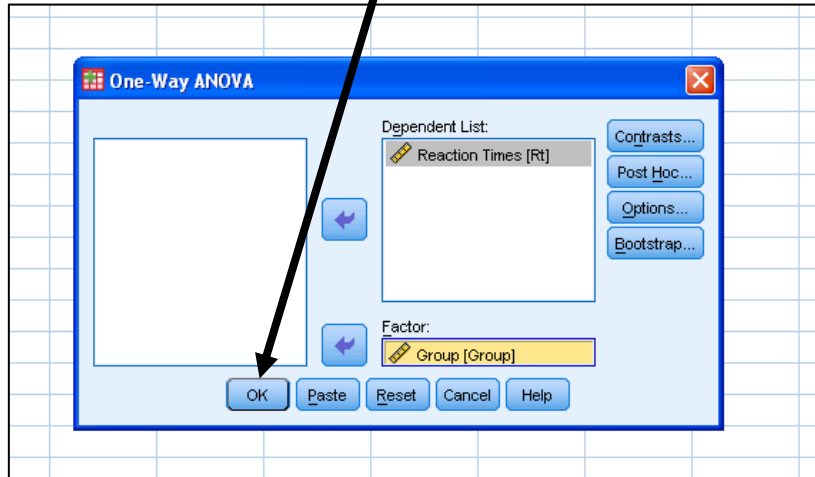 One-Way ANOVA
Dependent List:
Reaction Times [Rt]
Contrasts...
Post Hoc...
Options...
Bootstrap...
Factor:
Group [Group]
OK Paste Reset Cancel Help